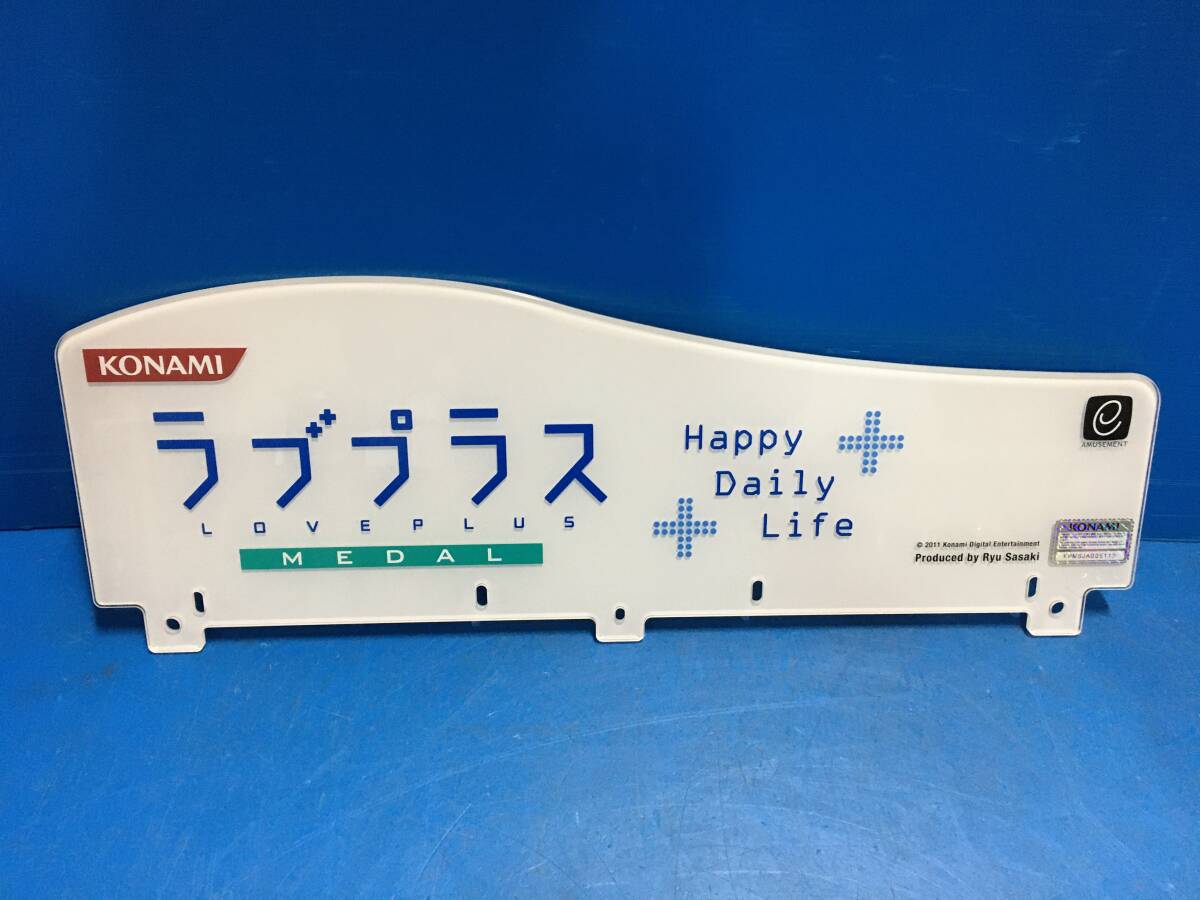 KONAMI
ラブプラス
LOVEPLUS
MEDAL
Happy
Daily
Life
e
AMUSEMENT
© 2011 Konami Digital Entertainment
Produced by Ryu Sasaki
KONAMI